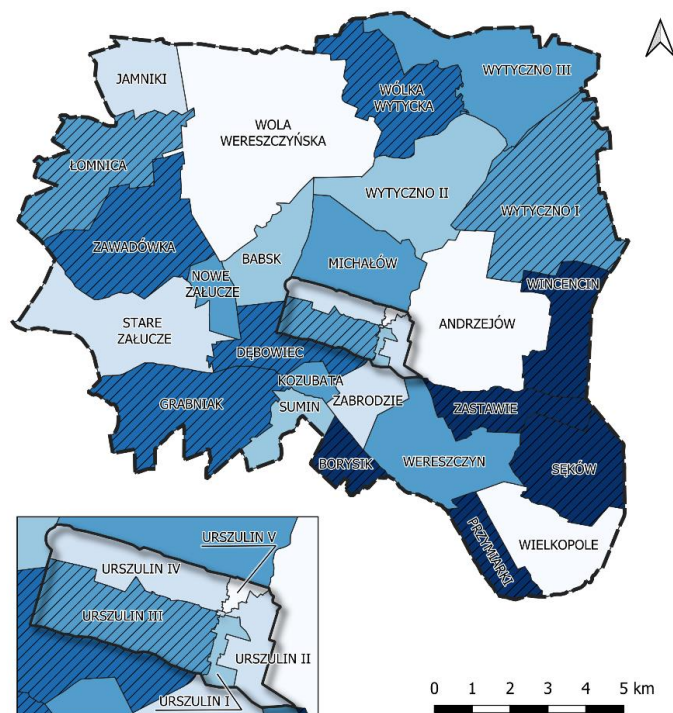 JAMNIKI
WYTYCZNO III
WÓLKA
WYTYCKA
WOLA
WERESZCZYŃSKA
ŁOMNICA
WYTYCZNO II
WYTYCZNO I
ZAWADÓWKA
BABSK
MICHAŁÓW
NOWE
ZAŁUCZE
WINCENCIN
STARE
ZAŁUCZE
ANDRZEJÓW
DĘBOWIEC
KOZUBATA
GRABNIAK
SUMIN
ZABRODZIE
ZASTAWIE
BORYSIK
WERESZCZYN
SĘKÓW
PRZYMIARKI
WIELKOPOLE
URSZULIN V
URSZULIN IV
URSZULIN III
URSZULIN II
URSZULIN I
0 1 2 3 4 5 km